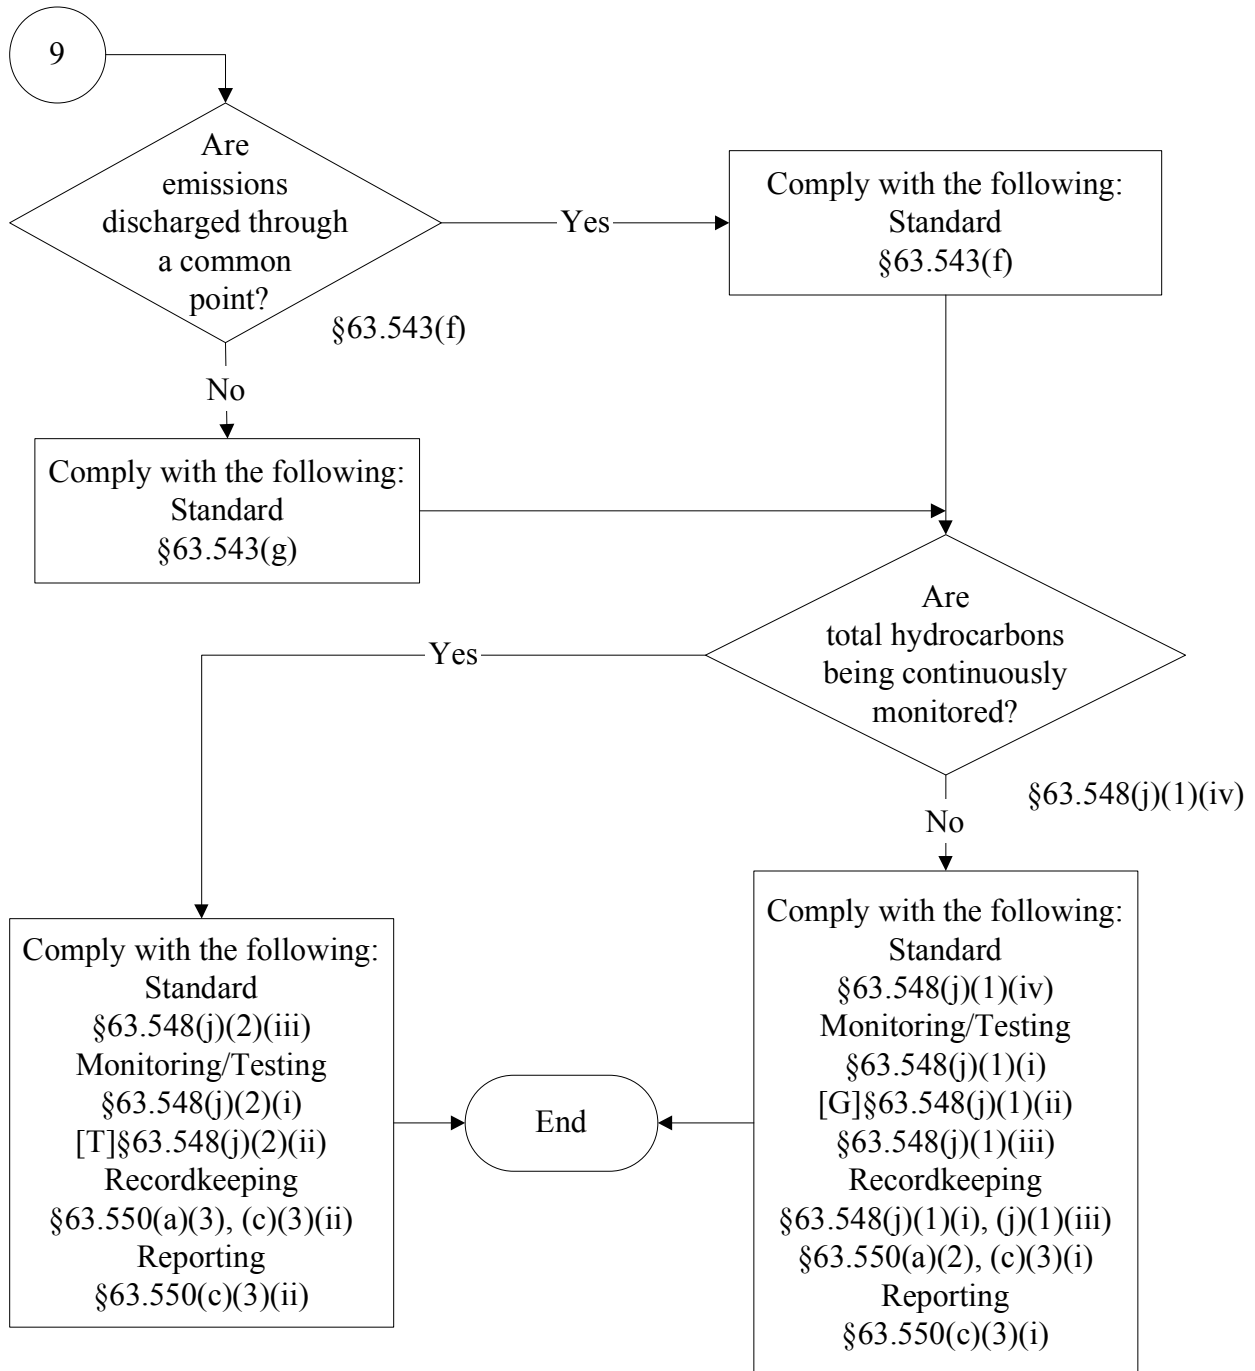 9
Are
emissions
discharged through
a common
point?
§63.543(f)
Yes
Comply with the following:
Standard
§63.543(f)
No
Comply with the following:
Standard
§63.543(g)
Are
total hydrocarbons
being continuously
monitored?
§63.548(j)(1)(iv)
Yes
No
Comply with the following:
Standard
§63.548(j)(2)(iii)
Monitoring/Testing
§63.548(j)(2)(i)
[T]§63.548(j)(2)(ii)
Recordkeeping
§63.550(a)(3), (c)(3)(ii)
Reporting
§63.550(c)(3)(ii)
End
Comply with the following:
Standard
§63.548(j)(1)(iv)
Monitoring/Testing
§63.548(j)(1)(i)
[G]§63.548(j)(1)(ii)
§63.548(j)(1)(iii)
Recordkeeping
§63.548(j)(1)(i), (j)(1)(iii)
§63.550(a)(2), (c)(3)(i)
Reporting
§63.550(c)(3)(i)